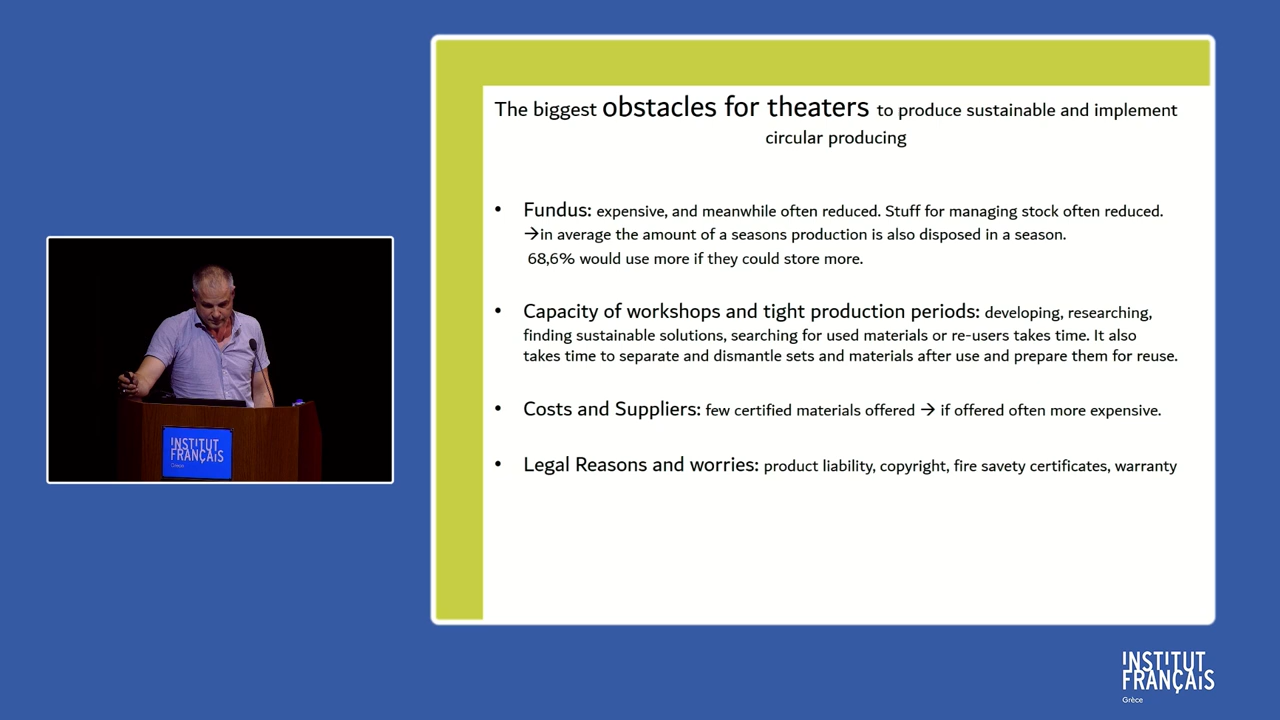 The biggest obstacles for theaters to produce sustainable and implement
circular producing
• Fundus: expensive, and meanwhile often reduced. Stuff for managing stock often reduced.
→in average the amount of a seasons production is also disposed in a season.
68,6% would use more if they could store more.
• Capacity of workshops and tight production periods: developing, researching,
finding sustainable solutions, searching for used materials or re-users takes time. It also
takes time to separate and dismantle sets and materials after use and prepare them for reuse.
• Costs and Suppliers: few certified materials offered → if offered often more expensive.
• Legal Reasons and worries: product liability, copyright, fire savety certificates, warranty
INSTITUT
FRANÇAIS
Grèce
INSTITUT
FRANÇAIS
Grèce